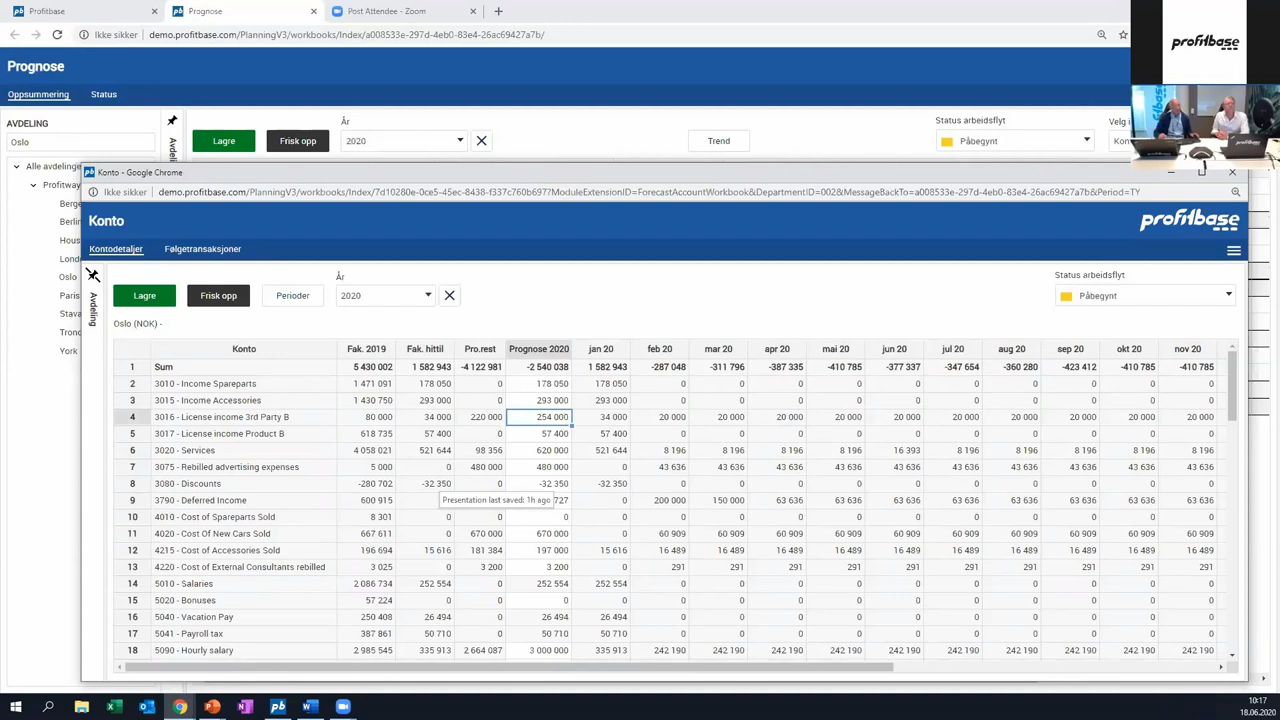 Profitbase
Prognose
Post Attendee - Zoom
Ikke sikker demo.profitbase.com/PlanningV3/workbooks/Index/a008533e-297d-4eb0-83e4-26ac69427a7b/
profitbase
Prognose
Oppsummering Status
AVDELING
Oslo
År
Lagre Frisk opp 2020 Trend
Status arbeidsflyt
Påbegynt
Velg i
Kon
Alle avdelinge
Profitway
Berge
Berlin
Hous
Lond
Oslo
Paris
Stava
Trond
York
Konto - Google Chrome
Ikke sikker demo.profitbase.com/PlanningV3/workbooks/Index/7d10280e-0ce5-45ec-8438-f337c760b697?ModuleExtensionID=ForecastAccountWorkbook&DepartmentID=002&MessageBackTo=a008533e-297d-4eb0-83e4-26ac69427a7b&Period=TY
Konto
profitbase
Kontodetaljer Følgetransaksjoner
Avdeling
År
Lagre Frisk opp Perioder 2020
Status arbeidsflyt
Påbegynt
Oslo (NOK) -
Konto Fak. 2019 Fak. hittil Pro.rest Prognose 2020 jan 20 feb 20 mar 20 apr 20 mai 20 jun 20 jul 20 aug 20 sep 20 okt 20 nov 20
1 Sum 5 430 002 1 582 943 -4 122 981 -2 540 038 1 582 943 -287 048 -311 796 -387 335 -410 785 -377 337 -347 654 -360 280 -423 412 -410 785 -410 785
2 3010 - Income Spareparts 1 471 091 178 050 0 178 050 178 050 0 0 0 0 0 0 0 0 0 0
3 3015 - Income Accessories 1 430 750 293 000 0 293 000 293 000 0 0 0 0 0 0 0 0 0 0
4 3016 - License income 3rd Party B 80 000 34 000 220 000 254 000 34 000 20 000 20 000 20 000 20 000 20 000 20 000 20 000 20 000 20 000 20 000
5 3017 - License income Product B 618 735 57 400 0 57 400 57 400 0 0 0 0 0 0 0 0 0 0
6 3020 - Services 4 058 021 521 644 98 356 620 000 521 644 8 196 8 196 8 196 8 196 16 393 8 196 8 196 8 196 8 196 8 196
7 3075 - Rebilled advertising expenses 5 000 0 480 000 480 000 0 43 636 43 636 43 636 43 636 43 636 43 636 43 636 43 636 43 636 43 636
8 3080 - Discounts -280 702 -32 350 0 -32 350 -32 350 0 0 0 0 0 0 0 0 0 0
9 3790 - Deferred Income 600 915 Presentation last saved: 1h ago 727 0 200 000 150 000 63 636 63 636 63 636 63 636 63 636 63 636 63 636 63 636
10 4010 - Cost of Spareparts Sold 8 301 0 0 0 0 0 0 0 0 0 0 0 0 0 0
11 4020 - Cost Of New Cars Sold 667 611 0 670 000 670 000 0 60 909 60 909 60 909 60 909 60 909 60 909 60 909 60 909 60 909 60 909
12 4215 - Cost of Accessories Sold 196 694 15 616 181 384 197 000 15 616 16 489 16 489 16 489 16 489 16 489 16 489 16 489 16 489 16 489 16 489
13 4220 - Cost of External Consultants rebilled 3 025 0 3 200 3 200 0 291 291 291 291 291 291 291 291 291 291
14 5010 - Salaries 2 086 734 252 554 0 252 554 252 554 0 0 0 0 0 0 0 0 0 0
15 5020 - Bonuses 57 224 0 0 0 0 0 0 0 0 0 0 0 0 0 0
16 5040 - Vacation Pay 250 408 26 494 0 26 494 26 494 0 0 0 0 0 0 0 0 0 0
17 5041 - Payroll tax 387 861 50 710 0 50 710 50 710 0 0 0 0 0 0 0 0 0 0
18 5090 - Hourly salary 2 985 545 335 913 2 664 087 3 000 000 335 913 242 190 242 190 242 190 242 190 242 190 242 190 242 190 242 190 242 190 242 190
10:17
18.06.2020